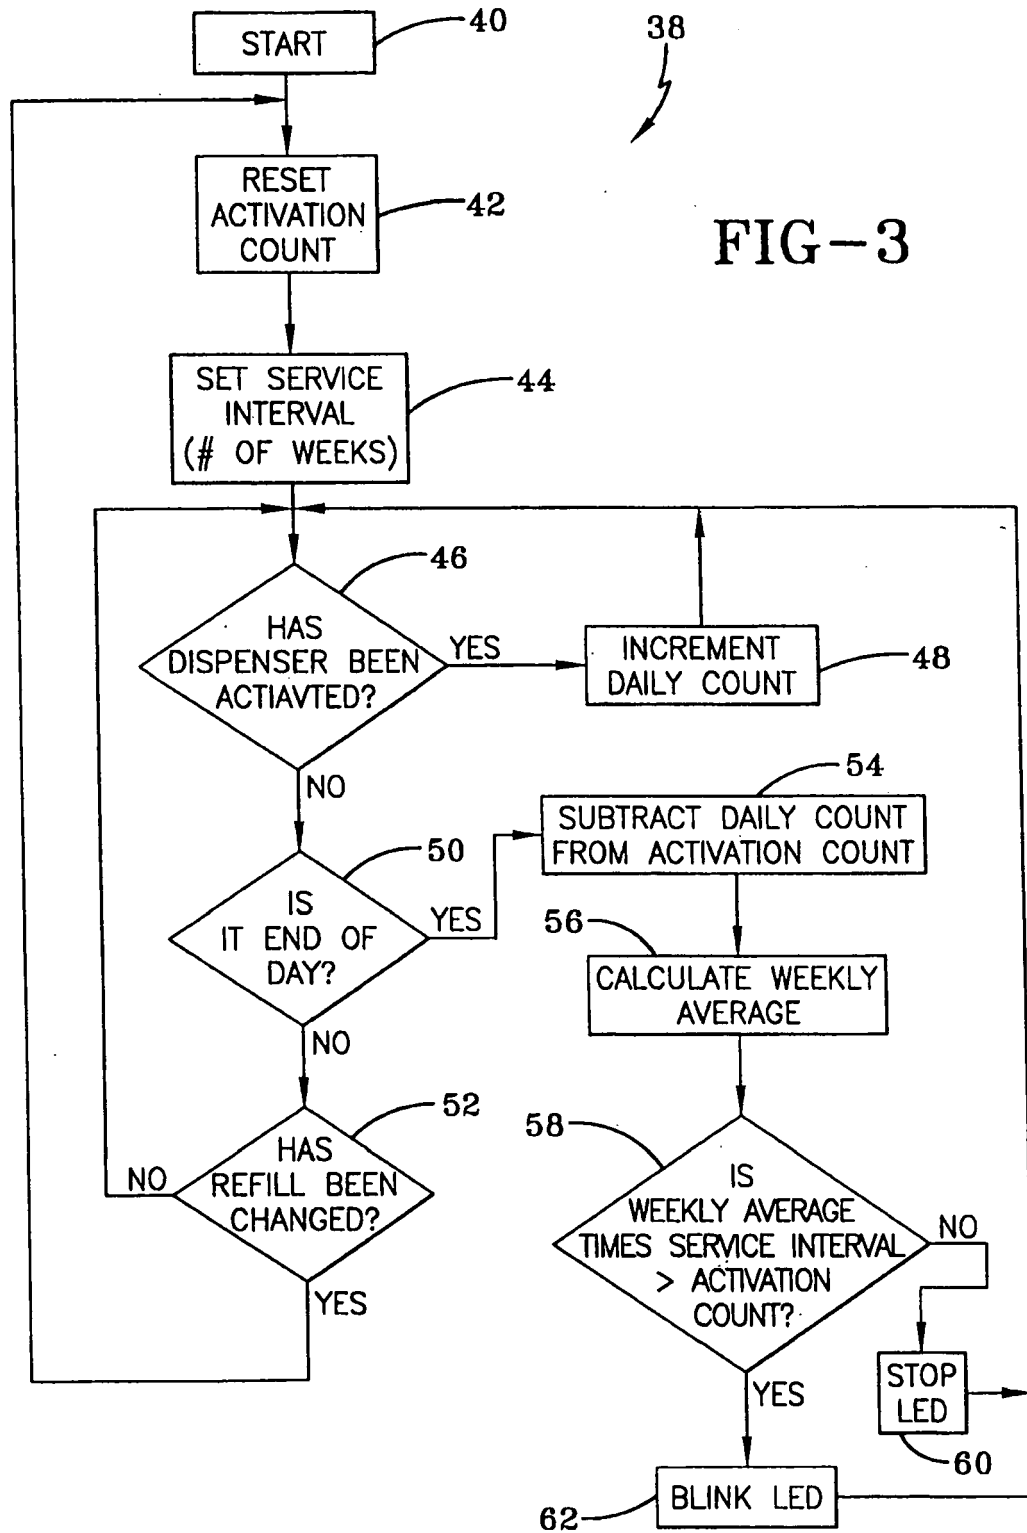 START
40
38
RESET
ACTIVATION
COUNT
42
FIG-3
SET SERVICE
INTERVAL
(# OF WEEKS)
44
46
HAS
DISPENSER BEEN
ACTIAVTED?
YES
INCREMENT
DAILY COUNT
48
NO
54
SUBTRACT DAILY COUNT
FROM ACTIVATION COUNT
50
IS
IT END OF
DAY?
YES
56
CALCULATE WEEKLY
AVERAGE
NO
52
HAS
REFILL BEEN
CHANGED?
NO
YES
58
IS
WEEKLY AVERAGE
TIMES SERVICE INTERVAL
> ACTIVATION
COUNT?
NO
YES
STOP
LED
60
BLINK LED
62